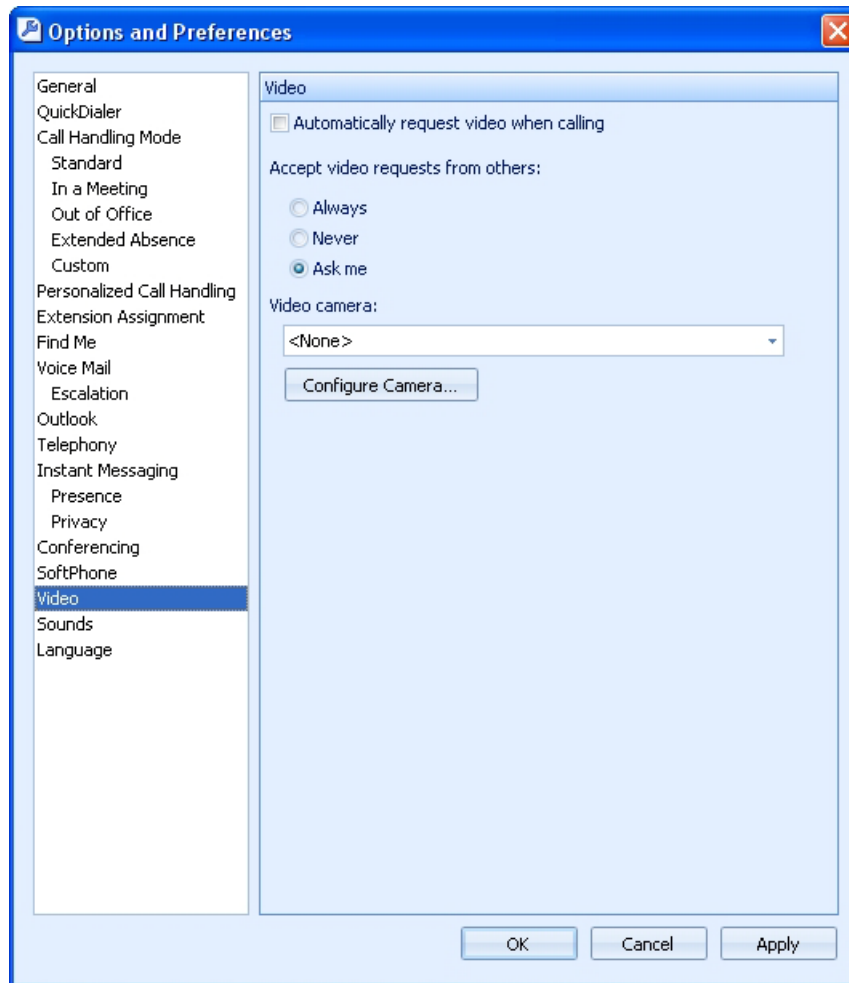 Options and Preferences
General
QuickDialer
Call Handling Mode
Standard
In a Meeting
Out of Office
Extended Absence
Custom
Personalized Call Handling
Extension Assignment
Find Me
Voice Mail
Escalation
Outlook
Telephony
Instant Messaging
Presence
Privacy
Conferencing
SoftPhone
Video
Sounds
Language
Video
Automatically request video when calling
Accept video requests from others:
Always
Never
Ask me
Video camera:
<None>
Configure Camera...
OK Cancel Apply